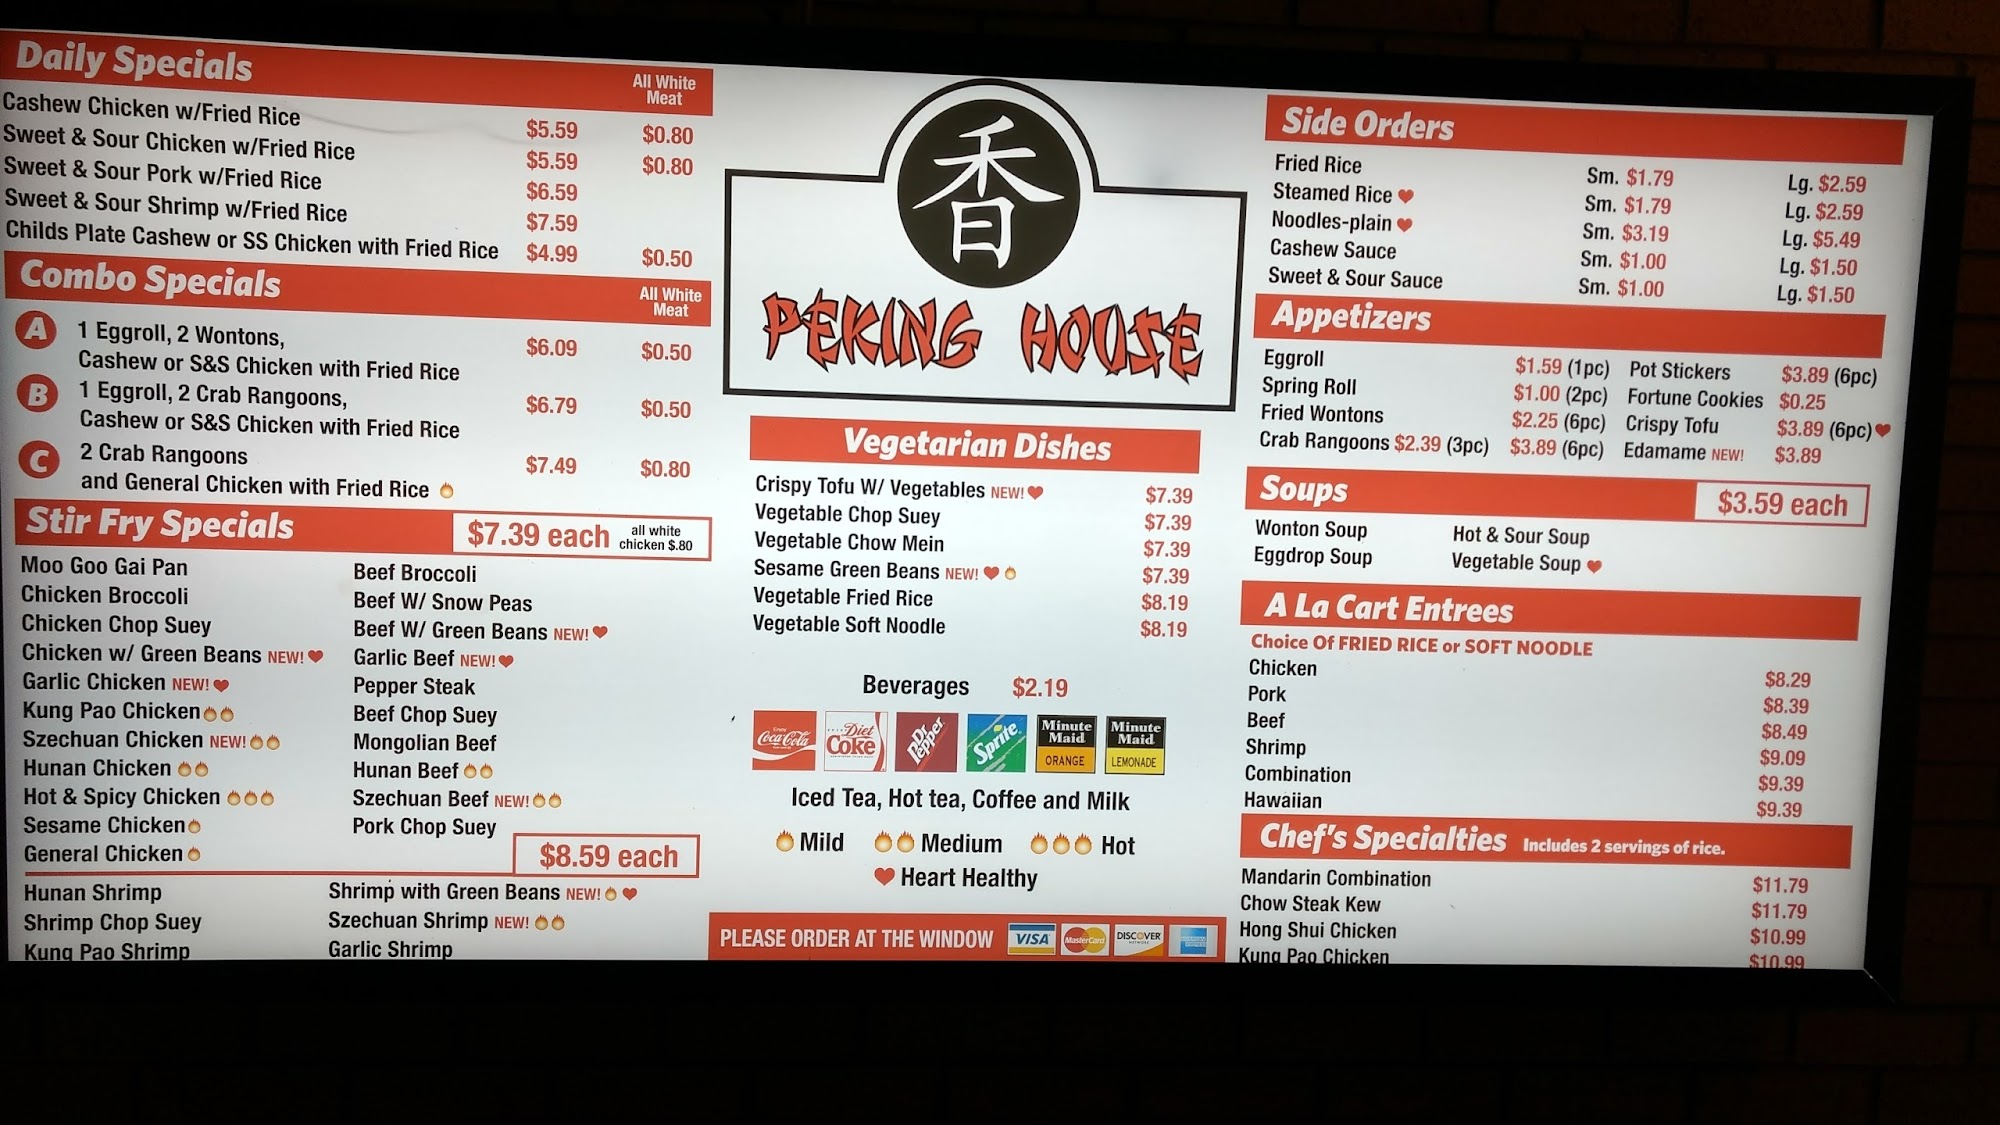 Daily Specials All White Meat
Cashew Chicken w/Fried Rice $5.59 $0.80
Sweet & Sour Chicken w/Fried Rice $5.59 $0.80
Sweet & Sour Pork w/Fried Rice $6.59
Sweet & Sour Shrimp w/Fried Rice $7.59
Childs Plate Cashew or SS Chicken with Fried Rice $4.99 $0.50
Combo Specials All White Meat
A 1 Eggroll, 2 Wontons,
Cashew or S&S Chicken with Fried Rice $6.09 $0.50
B 1 Eggroll, 2 Crab Rangoons,
Cashew or S&S Chicken with Fried Rice $6.79 $0.50
C 2 Crab Rangoons
and General Chicken with Fried Rice $7.49 $0.80
Stir Fry Specials $7.39 each all white chicken $.80
Moo Goo Gai Pan
Chicken Broccoli
Chicken Chop Suey
Chicken w/ Green Beans NEW!
Garlic Chicken NEW!
Kung Pao Chicken
Szechuan Chicken NEW!
Hunan Chicken
Hot & Spicy Chicken
Sesame Chicken
General Chicken
Beef Broccoli
Beef W/ Snow Peas
Beef W/ Green Beans NEW!
Garlic Beef NEW!
Pepper Steak
Beef Chop Suey
Mongolian Beef
Hunan Beef
Szechuan Beef NEW!
Pork Chop Suey
$8.59 each
Hunan Shrimp
Shrimp Chop Suey
Kung Pao Shrimp
Shrimp with Green Beans NEW!
Szechuan Shrimp NEW!
Garlic Shrimp
香
PEKING HOUSE
Vegetarian Dishes
Crispy Tofu W/ Vegetables NEW! $7.39
Vegetable Chop Suey $7.39
Vegetable Chow Mein $7.39
Sesame Green Beans NEW! $7.39
Vegetable Fried Rice $8.19
Vegetable Soft Noodle $8.19
Beverages $2.19
Coca-Cola Diet Coke Dr Pepper Sprite Minute Maid ORANGE Minute Maid LEMONADE
Iced Tea, Hot tea, Coffee and Milk
Mild Medium Hot
Heart Healthy
PLEASE ORDER AT THE WINDOW VISA MasterCard DISCOVER
Side Orders
Fried Rice Sm. $1.79 Lg. $2.59
Steamed Rice Sm. $1.79 Lg. $2.59
Noodles-plain Sm. $3.19 Lg. $5.49
Cashew Sauce Sm. $1.00 Lg. $1.50
Sweet & Sour Sauce Sm. $1.00 Lg. $1.50
Appetizers
Eggroll $1.59 (1pc) Pot Stickers $3.89 (6pc)
Spring Roll $1.00 (2pc) Fortune Cookies $0.25
Fried Wontons $2.25 (6pc) Crispy Tofu $3.89 (6pc)
Crab Rangoons $2.39 (3pc) $3.89 (6pc) Edamame NEW! $3.89
Soups $3.59 each
Wonton Soup Hot & Sour Soup
Eggdrop Soup Vegetable Soup
A La Cart Entrees
Choice Of FRIED RICE or SOFT NOODLE
Chicken $8.29
Pork $8.39
Beef $8.49
Shrimp $9.09
Combination $9.39
Hawaiian $9.39
Chef's Specialties Includes 2 servings of rice.
Mandarin Combination $11.79
Chow Steak Kew $11.79
Hong Shui Chicken $10.99
Kung Pao Chicken $10.99